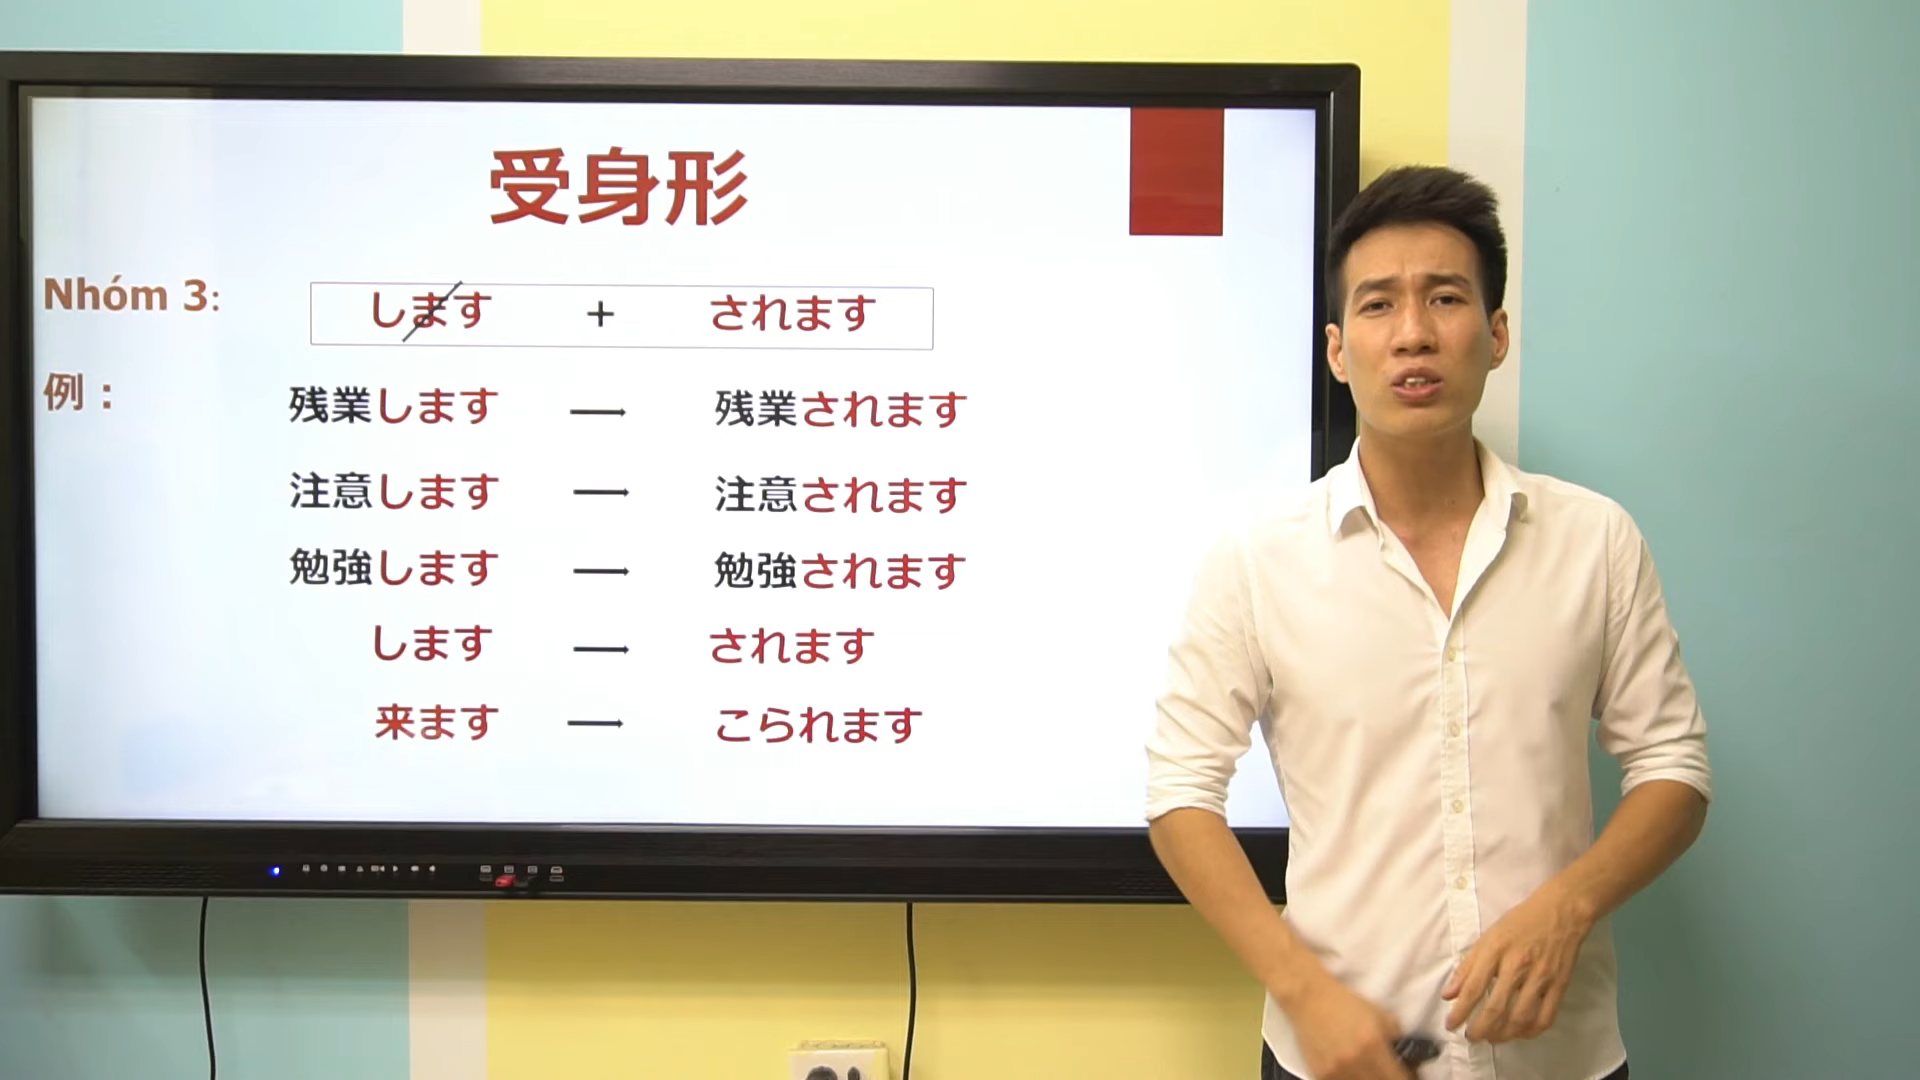 受身形
Nhóm 3:
します + されます
例：
残業します → 残業されます
注意します → 注意されます
勉強します → 勉強されます
します → されます
来ます → こられます